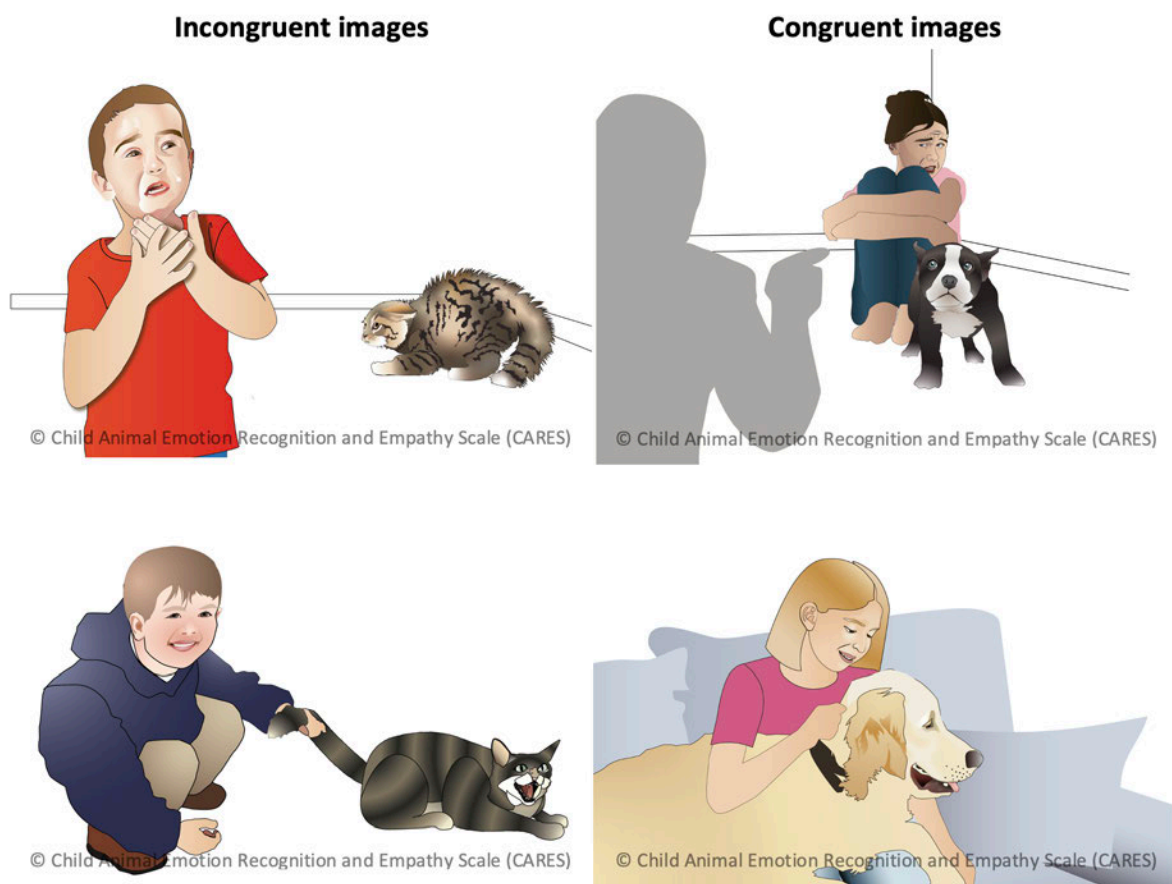 Incongruent images
Congruent images
© Child Animal Emotion Recognition and Empathy Scale (CARES)
© Child Animal Emotion Recognition and Empathy Scale (CARES)
© Child Animal Emotion Recognition and Empathy Scale (CARES)
© Child Animal Emotion Recognition and Empathy Scale (CARES)